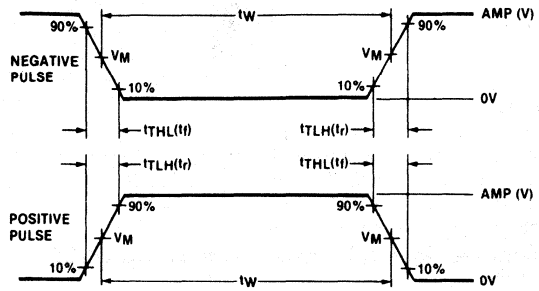 tW
AMP (V)
90%
90%
NEGATIVE
PULSE
VM
VM
10%
10%
0V
tTHL(tf)
tTLH(tr)
tTLH(tr)
tTHL(tf)
AMP (V)
90%
90%
POSITIVE
PULSE
VM
VM
10%
10%
tW
0V